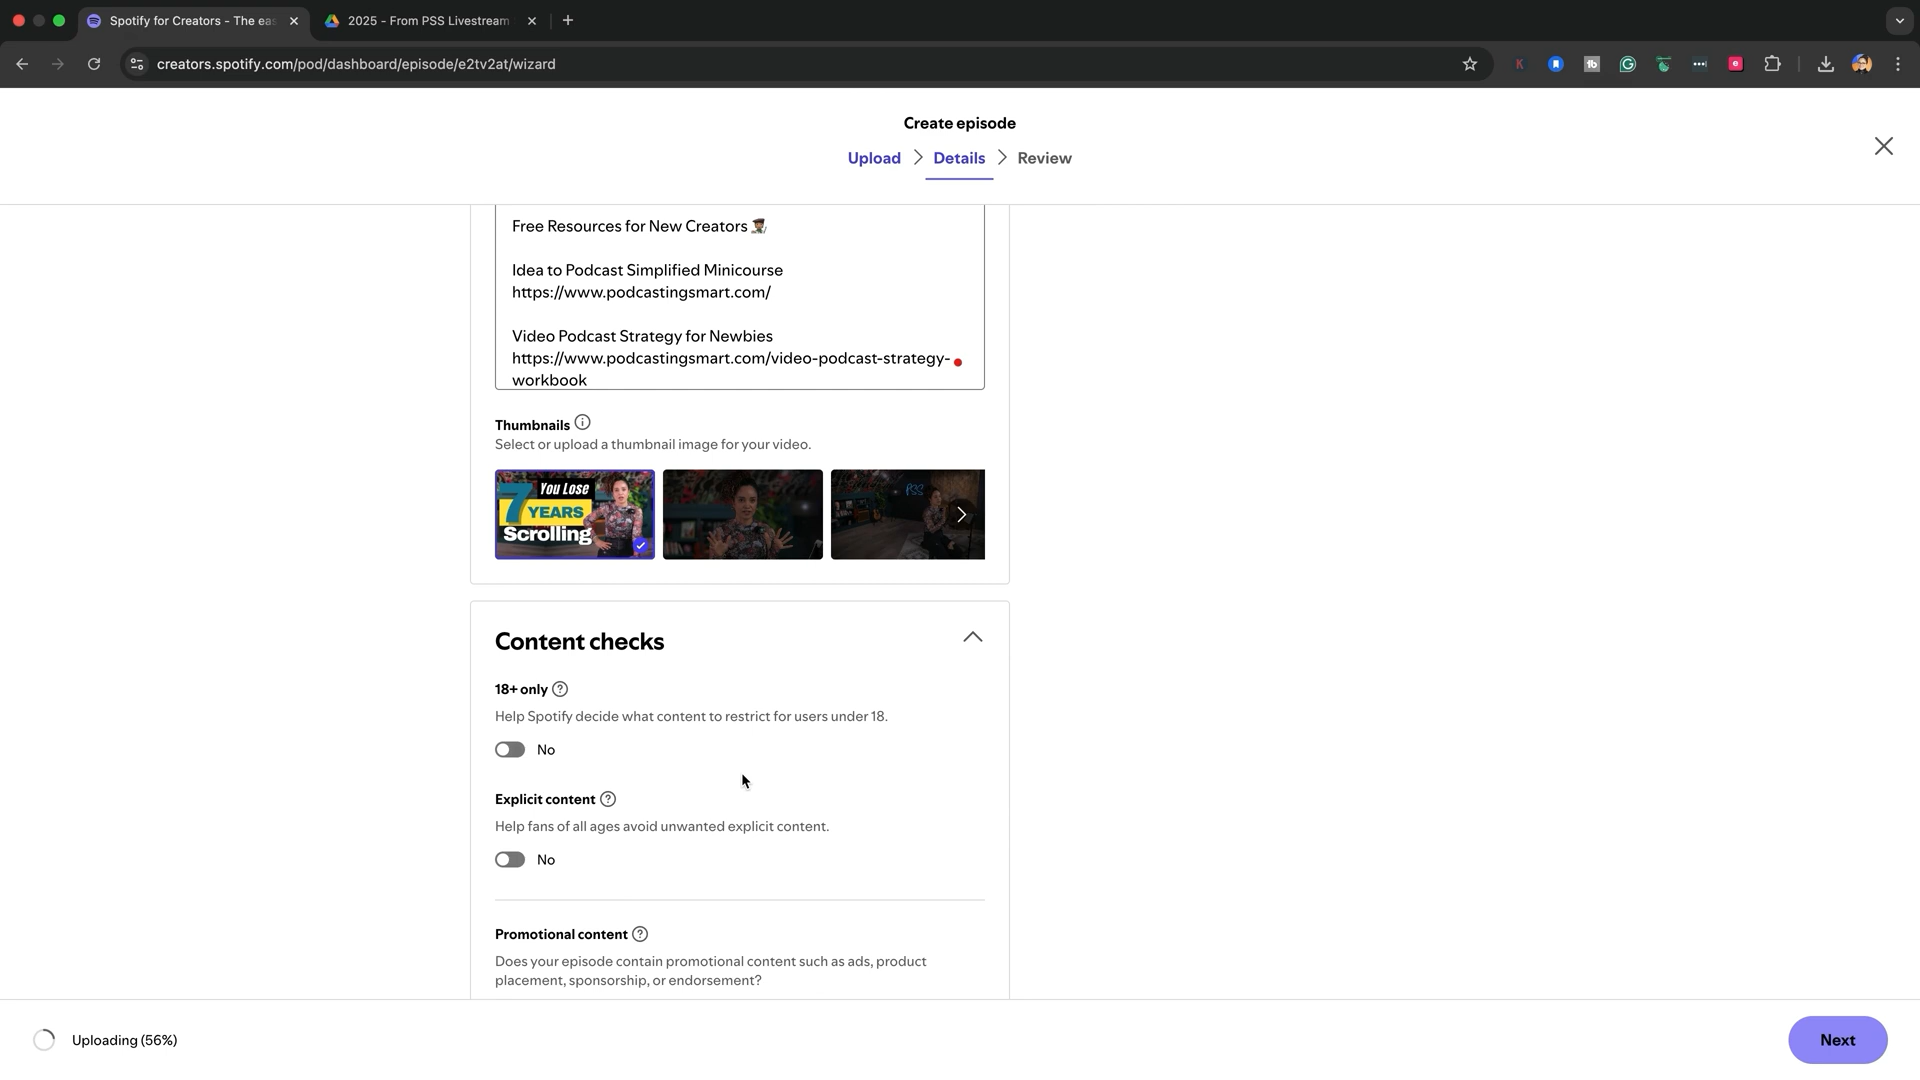 Spotify for Creators - The eas
2025 - From PSS Livestream
creators.spotify.com/pod/dashboard/episode/e2tv2at/wizard
Create episode
Upload
Details
Review
Free Resources for New Creators
Idea to Podcast Simplified Minicourse
https://www.podcastingsmart.com/
Video Podcast Strategy for Newbies
https://www.podcastingsmart.com/video-podcast-strategy-
workbook
Thumbnails
Select or upload a thumbnail image for your video.
7
You Lose
YEARS
Scrolling
PSS
Content checks
18+ only
Help Spotify decide what content to restrict for users under 18.
No
Explicit content
Help fans of all ages avoid unwanted explicit content.
No
Promotional content
Does your episode contain promotional content such as ads, product
placement, sponsorship, or endorsement?
Uploading (56%)
Next